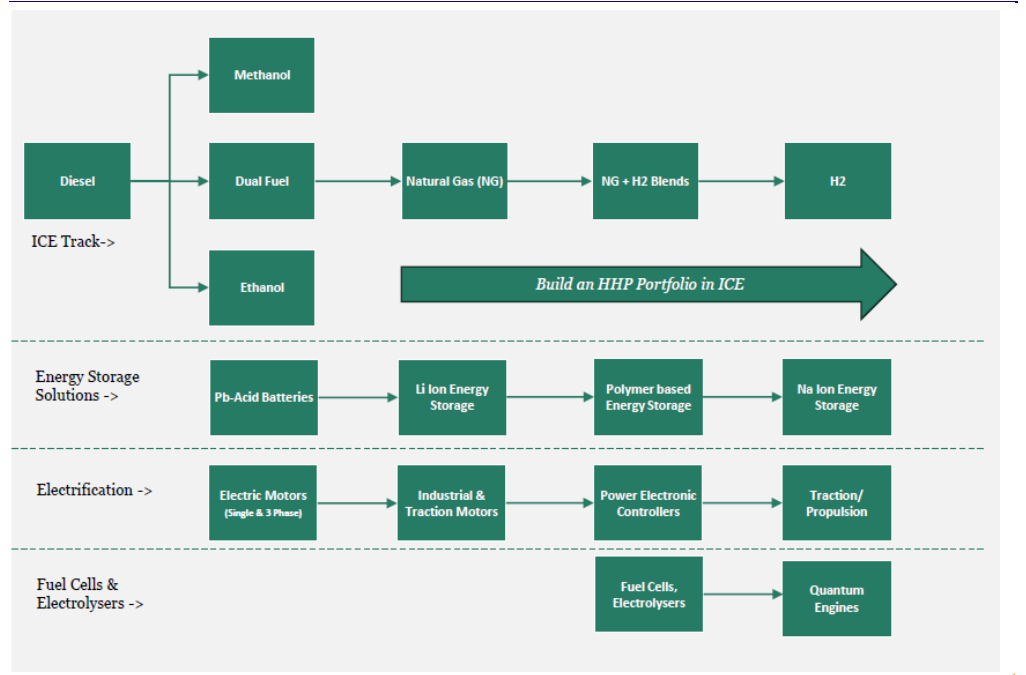 Methanol
Diesel
Dual Fuel
Natural Gas (NG)
NG + H2 Blends
H2
ICE Track->
Ethanol
Build an HHP Portfolio in ICE
Energy Storage
Solutions ->
Pb-Acid Batteries
Li Ion Energy
Storage
Polymer based
Energy Storage
Na Ion Energy
Storage
Electrification ->
Electric Motors
(Single & 3 Phase)
Industrial &
Traction Motors
Power Electronic
Controllers
Traction/
Propulsion
Fuel Cells &
Electrolysers ->
Fuel Cells,
Electrolysers
Quantum
Engines